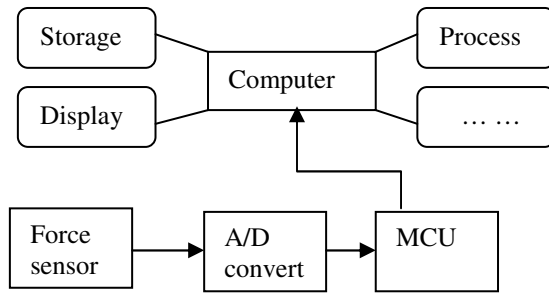 Storage
Process
Computer
Display
… …
Force
sensor
A/D
convert
MCU